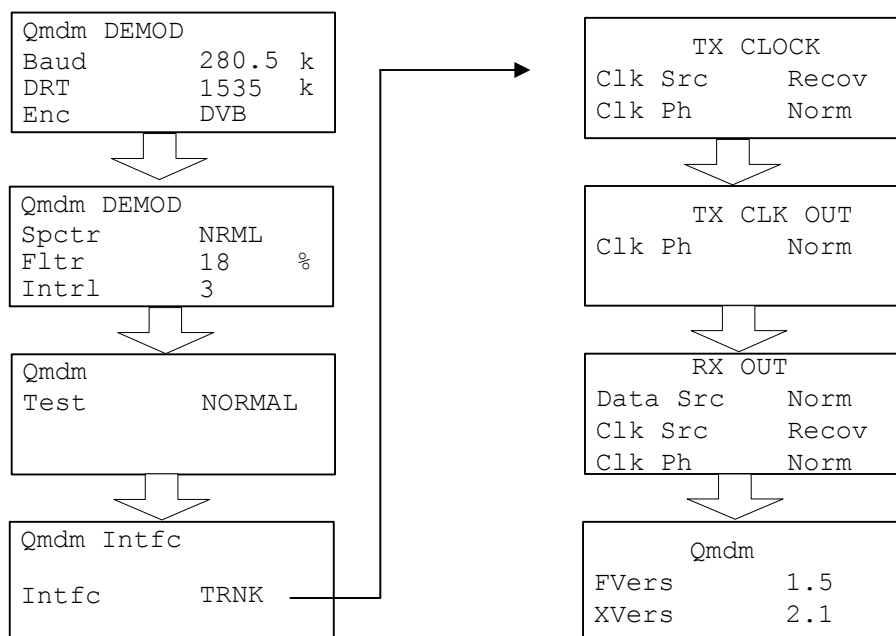 Qmdm DEMOD
Baud 280.5 k
DRT 1535 k
Enc DVB
Qmdm DEMOD
Spctr NRML
Fltr 18 %
Intrl 3
Qmdm
Test NORMAL
Qmdm Intfc
Intfc TRNK
TX CLOCK
Clk Src Recov
Clk Ph Norm
TX CLK OUT
Clk Ph Norm
RX OUT
Data Src Norm
Clk Src Recov
Clk Ph Norm
Qmdm
FVers 1.5
XVers 2.1